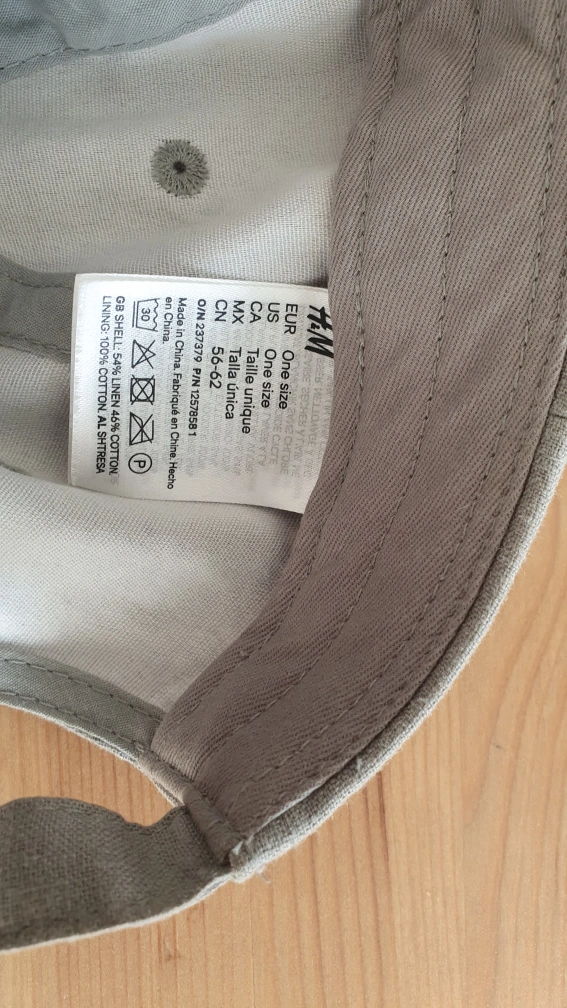 H&M
EUR One size
US One size
CA Taille unique
MX Talla única
CN 56-62
O/N 237379 P/N 12578581
Made in China. Fabriqué en Chine. Hecho
en China.
30 P
GB SHELL: 54% LINEN 46% COTTON.
LINING: 100% COTTON. AL SHTRESA